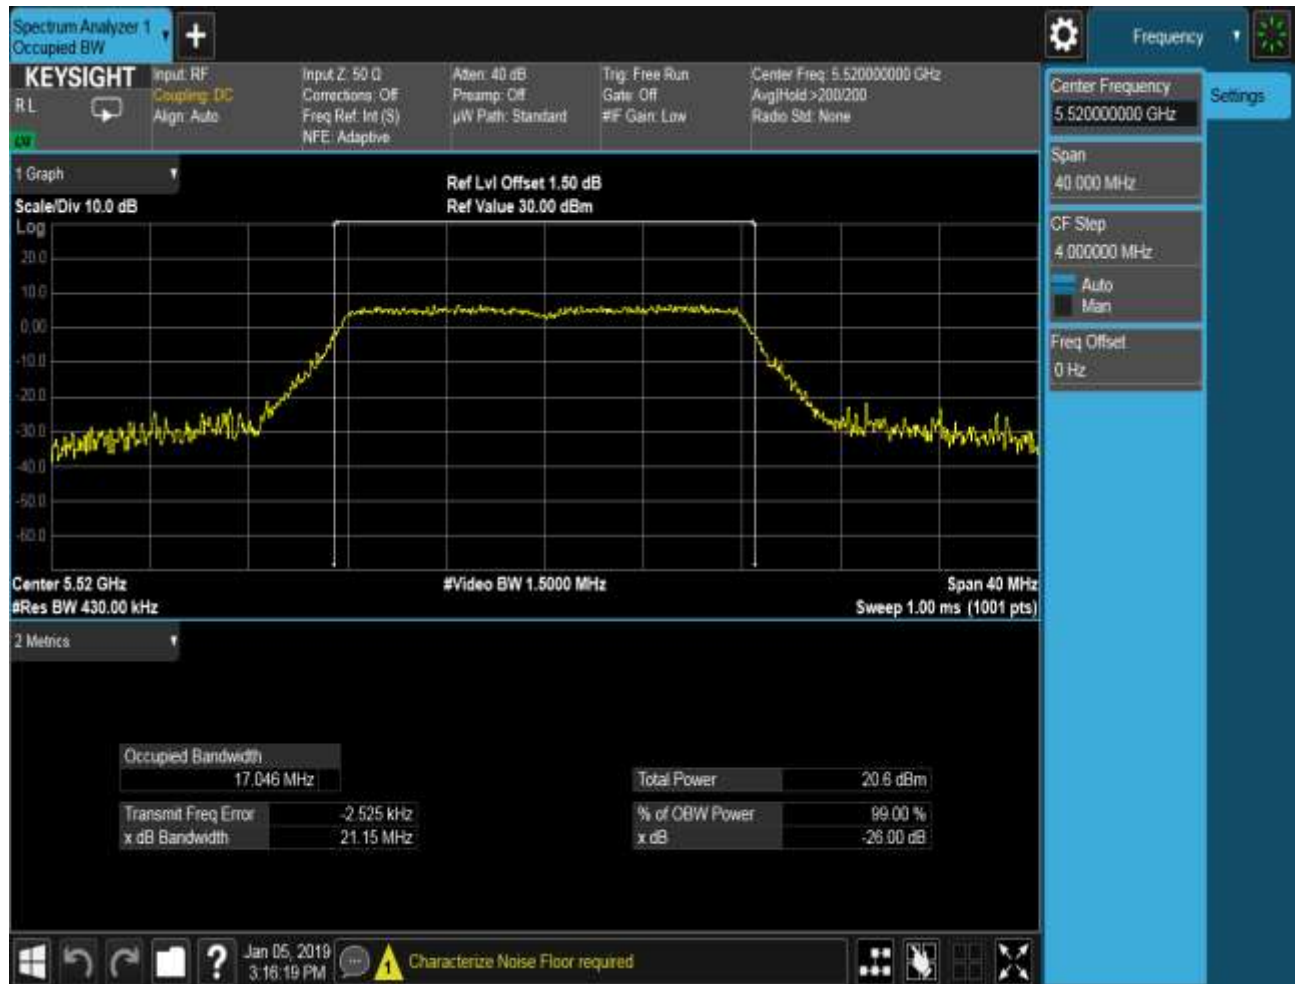 Spectrum Analyzer 1
Occupied BW
Frequency
KEYSIGHT
R L
Input: RF
Coupling: DC
Align: Auto
Input Z: 50 Ω
Corrections: Off
Freq Ref: Int (S)
NFE: Adaptive
Atten: 40 dB
Preamp: Off
µW Path: Standard
Trig: Free Run
Gate: Off
#IF Gain: Low
Center Freq: 5.520000000 GHz
Avg|Hold:>200/200
Radio Std: None
Center Frequency
5.520000000 GHz
Settings
Span
40.000 MHz
CF Step
4.000000 MHz
Auto
Man
Freq Offset
0 Hz
1 Graph
Scale/Div 10.0 dB
Ref Lvl Offset 1.50 dB
Ref Value 30.00 dBm
Log
20.0
10.0
0.00
-10.0
-20.0
-30.0
-40.0
-50.0
-60.0
Center 5.52 GHz
#Video BW 1.5000 MHz
Span 40 MHz
#Res BW 430.00 kHz
Sweep 1.00 ms (1001 pts)
2 Metrics
Occupied Bandwidth
17.046 MHz
Total Power 20.6 dBm
Transmit Freq Error -2.525 kHz
% of OBW Power 99.00 %
x dB Bandwidth 21.15 MHz
x dB -26.00 dB
Jan 05, 2019
3:16:19 PM
1
Characterize Noise Floor required